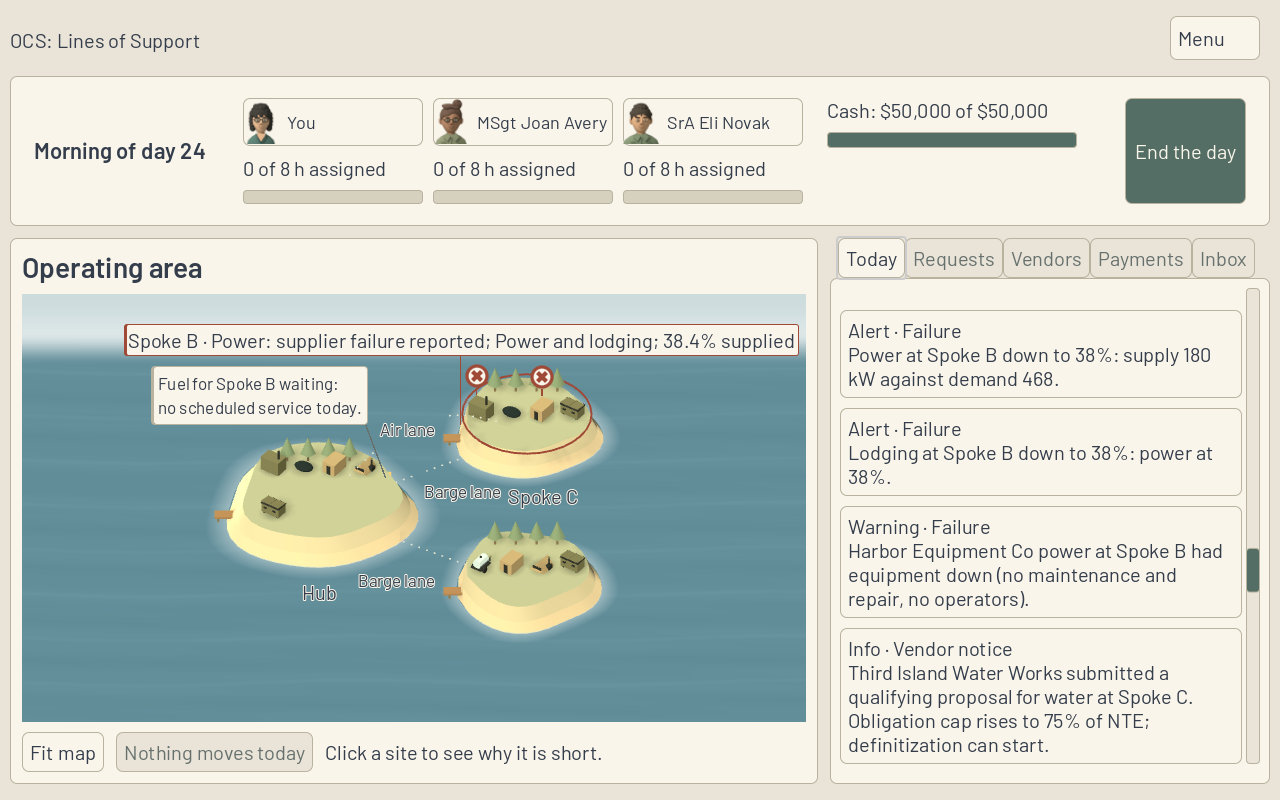 OCS: Lines of Support
Menu
Morning of day 24
You
0 of 8 h assigned
MSgt Joan Avery
0 of 8 h assigned
SrA Eli Novak
0 of 8 h assigned
Cash: $50,000 of $50,000
End the day
Operating area
Spoke B · Power: supplier failure reported; Power and lodging; 38.4% supplied
Fuel for Spoke B waiting:
no scheduled service today.
Air lane
Barge lane
Spoke C
Barge lane
Hub
Fit map
Nothing moves today
Click a site to see why it is short.
Today
Requests
Vendors
Payments
Inbox
Alert · Failure
Power at Spoke B down to 38%: supply 180
kW against demand 468.
Alert · Failure
Lodging at Spoke B down to 38%: power at
38%.
Warning · Failure
Harbor Equipment Co power at Spoke B had
equipment down (no maintenance and
repair, no operators).
Info · Vendor notice
Third Island Water Works submitted a
qualifying proposal for water at Spoke C.
Obligation cap rises to 75% of NTE;
definitization can start.